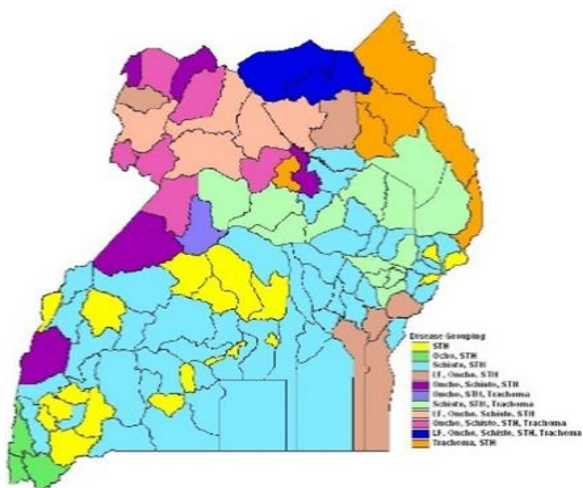 Disease Grouping
STH
Ocho, STH
Schisto, STH
LF, Oncho, STH
Oncho, Schisto, STH
Oncho, STH, Trachoma
Schisto, STH, Trachoma
LF, Oncho, Schisto, STH
Oncho, Schisto, STH, Trachoma
LF, Oncho, Schisto, STH, Trachoma
Trachoma, STH